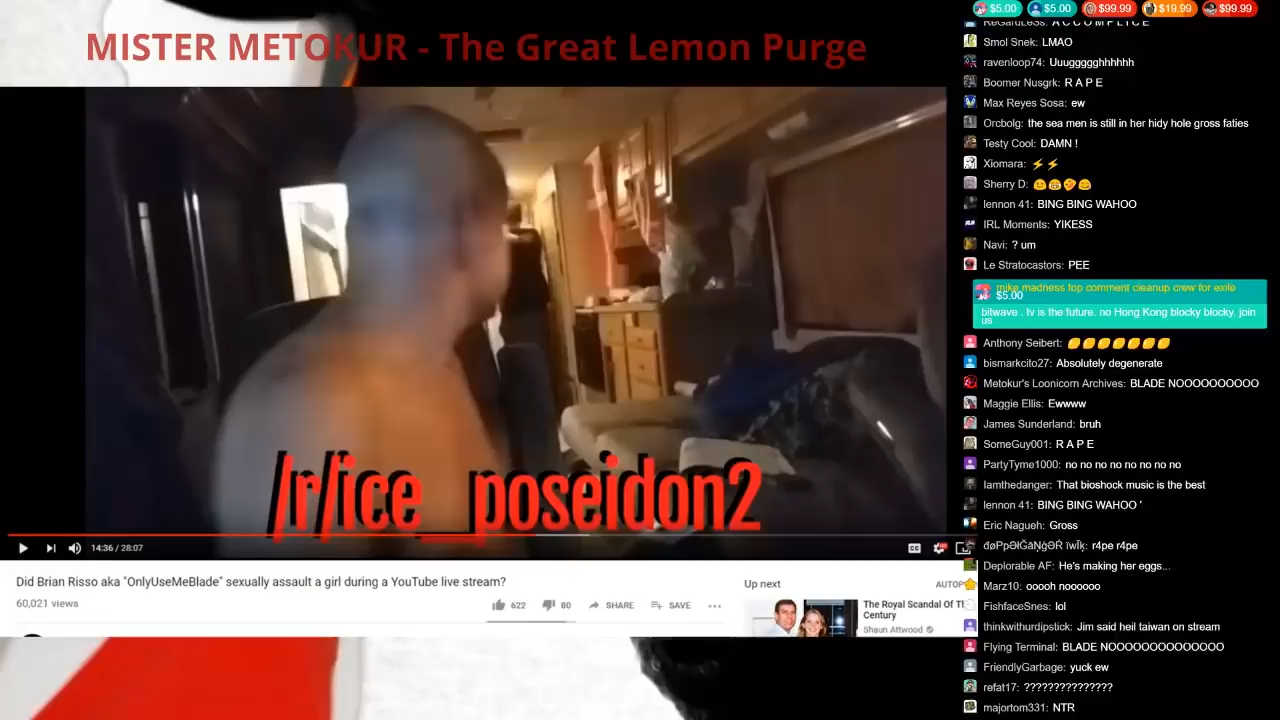 MISTER METOKUR - The Great Lemon Purge
/r/ice_poseidon2
14:36 / 28:07
Did Brian Risso aka "OnlyUseMeBlade" sexually assault a girl during a YouTube live stream?
60,021 views
622
80
SHARE
SAVE
Up next
The Royal Scandal Of
Century
Shaun Attwood
$5.00
$5.00
$99.99
$19.99
$99.99
ReGardLeSs: A C C O M P L I C E
Smol Snek: LMAO
ravenloop74: Uuuggggghhhhhh
Boomer Nusgrk: R A P E
Max Reyes Sosa: ew
Orcbolg: the sea men is still in her hidy hole gross faties
Testy Cool: DAMN !
Xiomara: ⚡⚡
Sherry D:
lennon 41: BING BING WAHOO
IRL Moments: YIKESS
Navi: ? um
Le Stratocastors: PEE
mike madness top comment cleanup crew for exile
$5.00
bitwave . tv is the future. no Hong Kong blocky blocky. join
us
Anthony Seibert: 🍋🍋🍋🍋🍋🍋🍋
bismarckito27: Absolutely degenerate
Metokur's Loonicorn Archives: BLADE NOOOOOOOOOO
Maggie Ellis: Ewwww
James Sunderland: bruh
SomeGuy001: R A P E
PartyTyme1000: no no no no no no no no
Iamthedanger: That bioshock music is the best
lennon 41: BING BING WAHOO '
Eric Nagueh: Gross
r4pe r4pe
Deplorable AF: He's making her eggs...
Marz10: ooooh noooooo
FishfaceSnes: lol
thinkwithurdipstick: Jim said heil taiwan on stream
Flying Terminal: BLADE NOOOOOOOOOOOOOO
FriendlyGarbage: yuck ew
refat17: ???????????????
majortom331: NTR